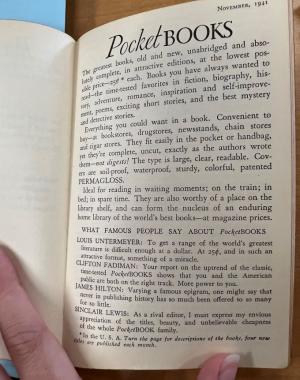 NOVEMBER, 1941
PocketBOOKS
The greatest books, old and new, unabridged and abso-
lutely complete, in attractive editions, at the lowest pos-
sible price—25¢* each. Books you have always wanted to
read—the time-tested favorites in fiction, biography, his-
tory, adventure, romance, inspiration and self-improve-
ment, poems, exciting short stories, and the best mystery
and detective stories.
Everything you could want in a book. Convenient to
buy—bookstores, drugstores, newsstands, chain stores
and cigar stores. They fit easily in the pocket or handbag,
yet they're complete, uncut, exactly as the authors wrote
them—not digests! The type is large, clear, readable. Cov-
ers are soil-proof, waterproof, sturdy, colorful, patented
PERMAGLOSS.
Ideal for reading in waiting moments; on the train; in
bed; in spare time. They are also worthy of a place on the
library shelf, and can form the nucleus of an enduring
home library of the world's best books—at magazine prices.
WHAT FAMOUS PEOPLE SAY ABOUT PocketBOOKS
LOUIS UNTERMEYER: To get a range of the world's greatest
literature is difficult enough at a dollar. At 25¢, and in such an
attractive format, something of a miracle.
CLIFTON FADIMAN: Your report on the uptrend of the classic,
time-tested PocketBOOKS shows that you and the American
public are both on the right track. More power to you.
JAMES HILTON: Varying a famous epigram, one might say that
never in publishing history has so much been offered to so many
for so little.
SINCLAIR LEWIS: As a rival editor, I must express my envious
appreciation of the titles, beauty, and unbelievable cheapness
of the whole PocketBOOK family.
*In the U. S. A. Turn the page for descriptions of the books, four new
titles are published each month.